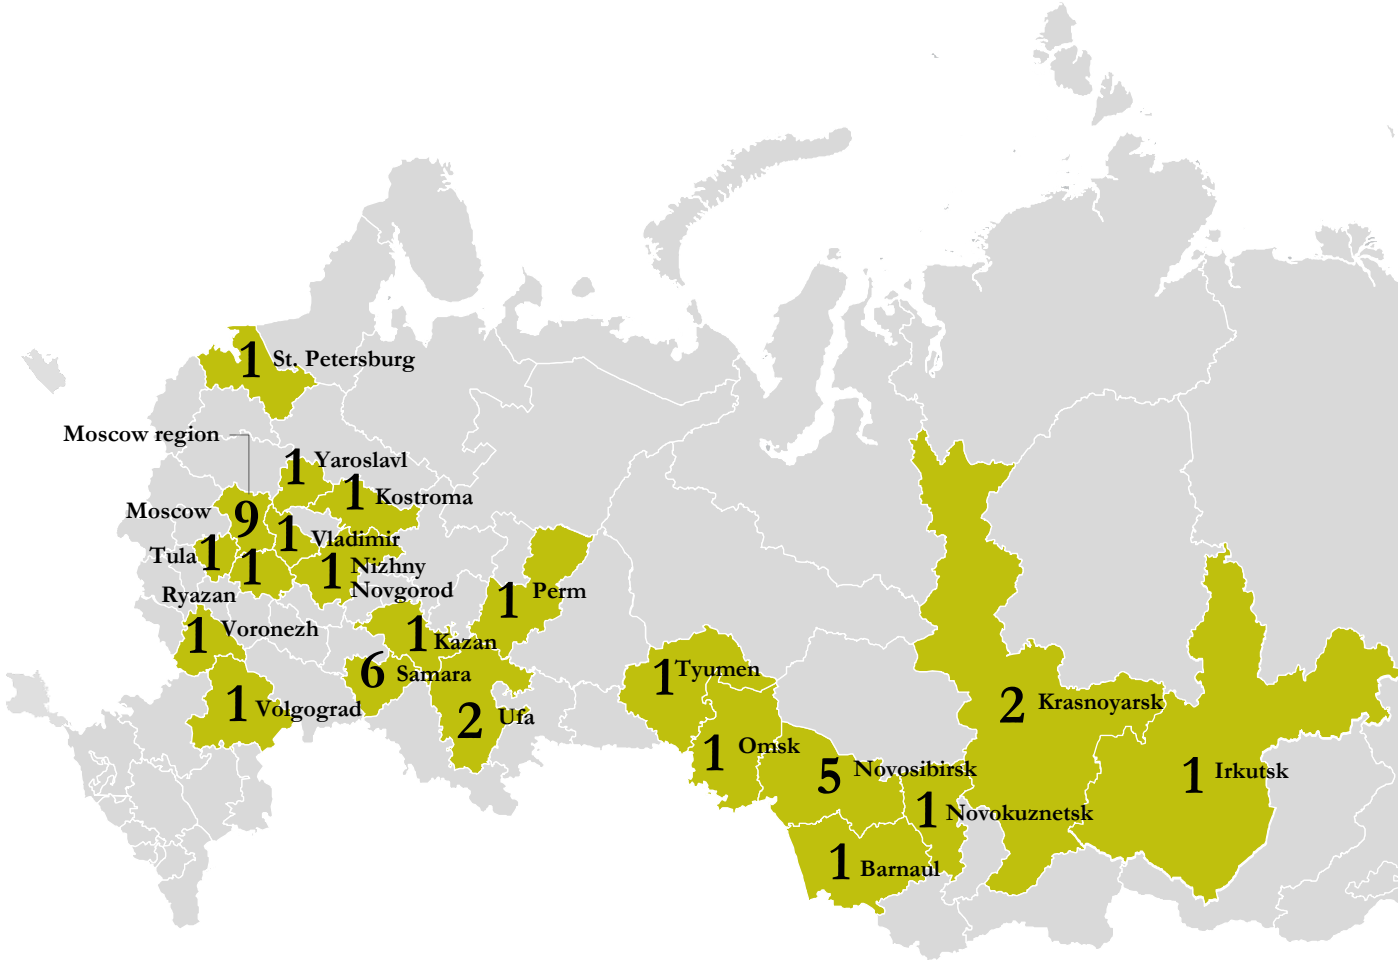 1 St. Petersburg
Moscow region
1 Yaroslavl
1 Kostroma
Moscow 9
1 Vladimir
Tula 1
1
Ryazan
1 Nizhny
Novgorod
1 Perm
1 Voronezh
1 Kazan
6 Samara
1 Tyumen
1 Volgograd
2 Ufa
2 Krasnoyarsk
1 Omsk
5 Novosibirsk
1 Irkutsk
1 Novokuznetsk
1 Barnaul